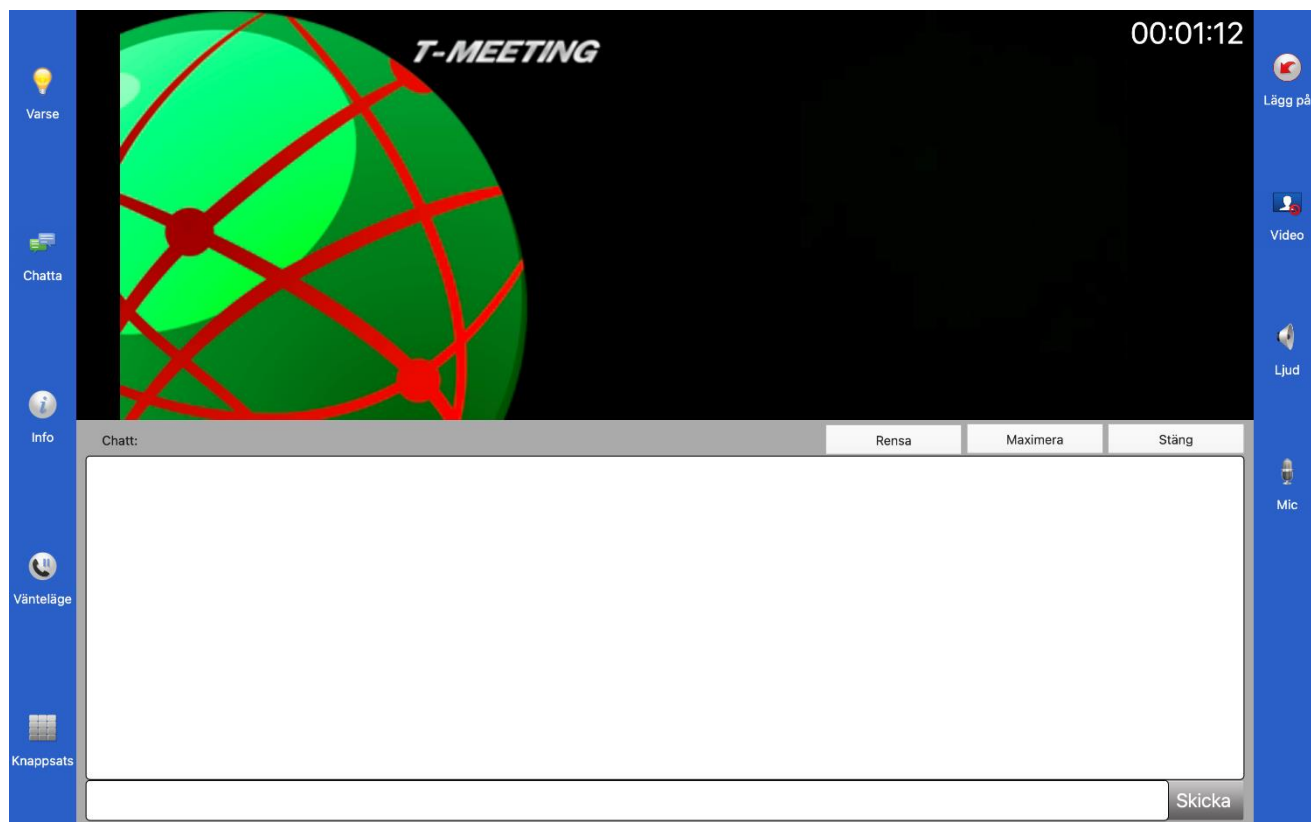 T-MEETING
00:01:12
Varse
Chatta
Info
Vänteläge
Knappsats
Lägg på
Video
Ljud
Mic
Chatt:
Rensa
Maximera
Stäng
Skicka